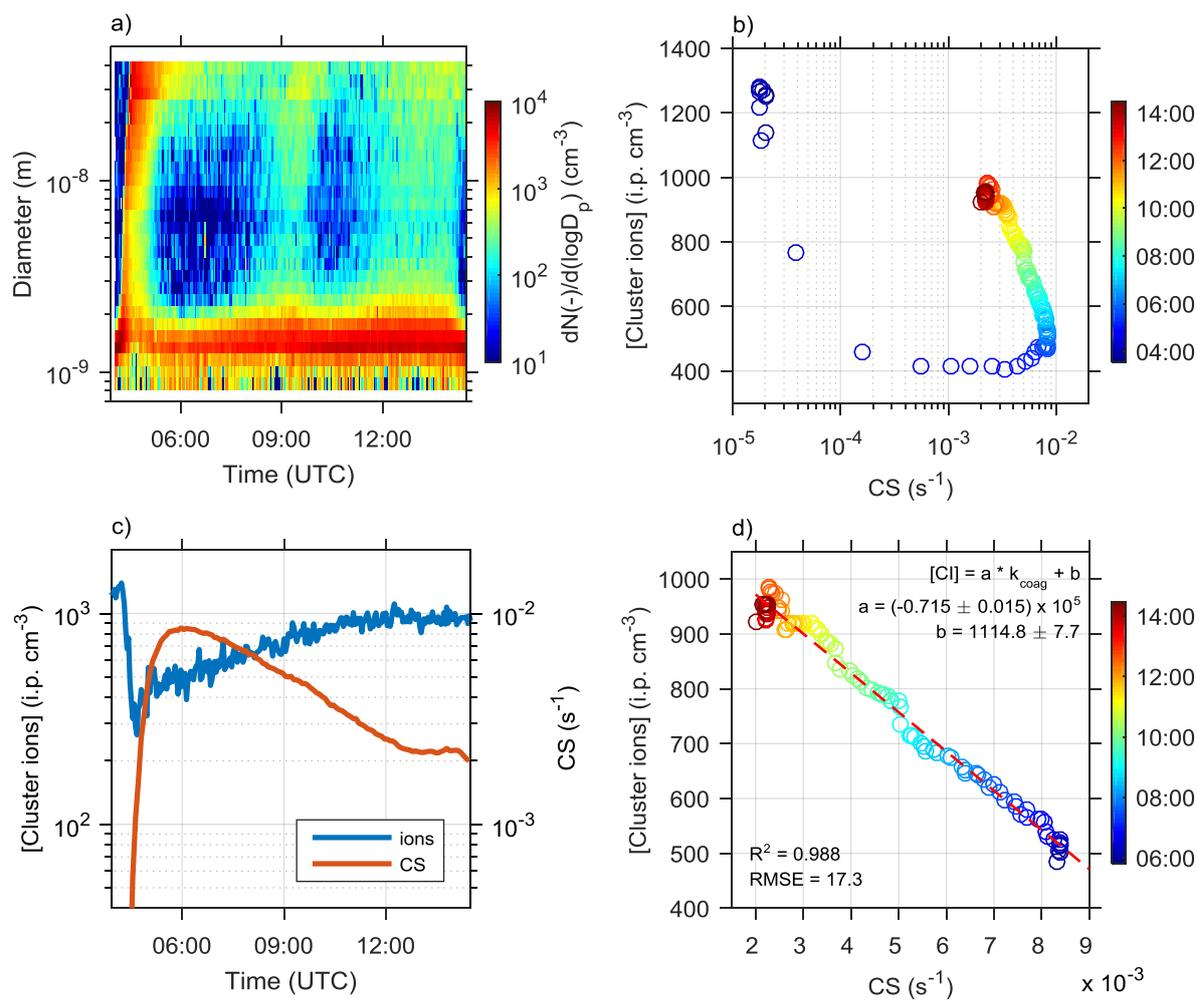 a)
Diameter (m)
10^-8
10^-9
06:00 09:00 12:00
Time (UTC)
10^4
10^3
10^2
10^1
dN(-)/d(logD_p) (cm^-3)
b)
[Cluster ions] (i.p. cm^-3)
1400
1200
1000
800
600
400
10^-5 10^-4 10^-3 10^-2
CS (s^-1)
14:00
12:00
10:00
08:00
06:00
04:00
c)
[Cluster ions] (i.p. cm^-3)
10^3
10^2
06:00 09:00 12:00
Time (UTC)
10^-2
10^-3
CS (s^-1)
ions
CS
d)
[Cluster ions] (i.p. cm^-3)
1000
900
800
700
600
500
400
[CI] = a * k_coag + b
a = (-0.715 ± 0.015) x 10^5
b = 1114.8 ± 7.7
R^2 = 0.988
RMSE = 17.3
2 3 4 5 6 7 8 9
CS (s^-1)
x 10^-3
14:00
12:00
10:00
08:00
06:00